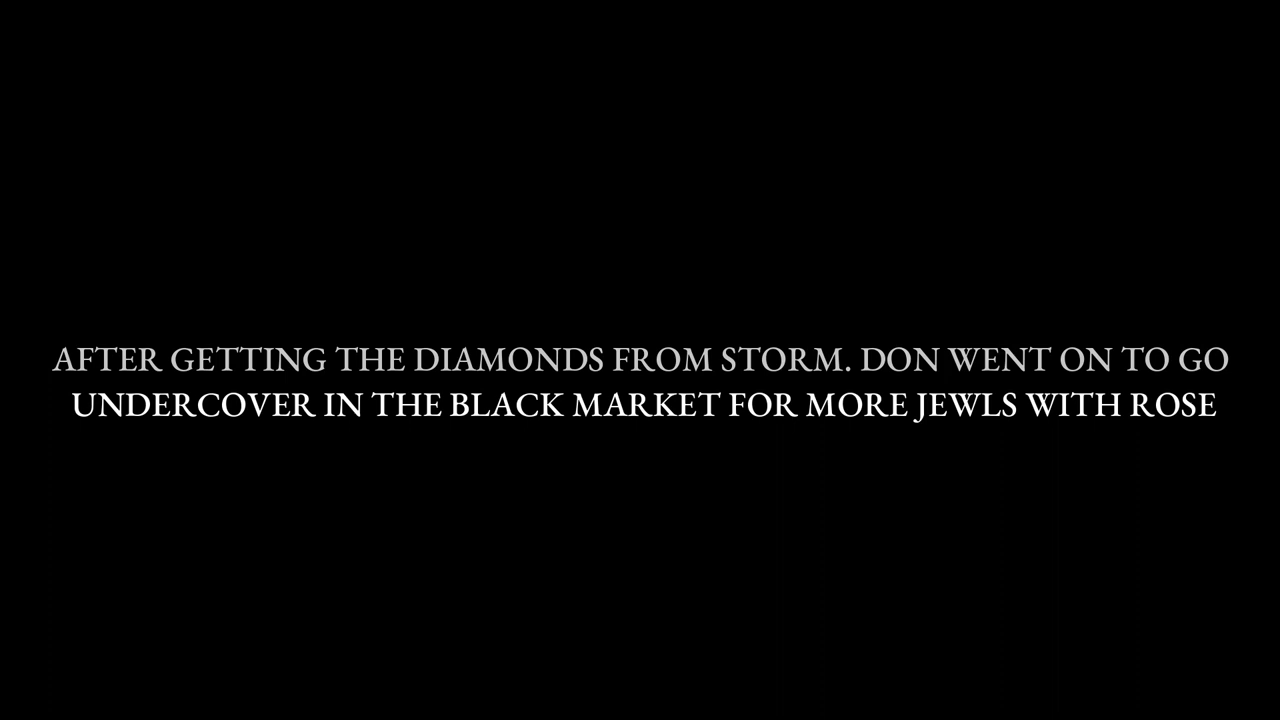 AFTER GETTING THE DIAMONDS FROM STORM. DON WENT ON TO GO
UNDERCOVER IN THE BLACK MARKET FOR MORE JEWLS WITH ROSE